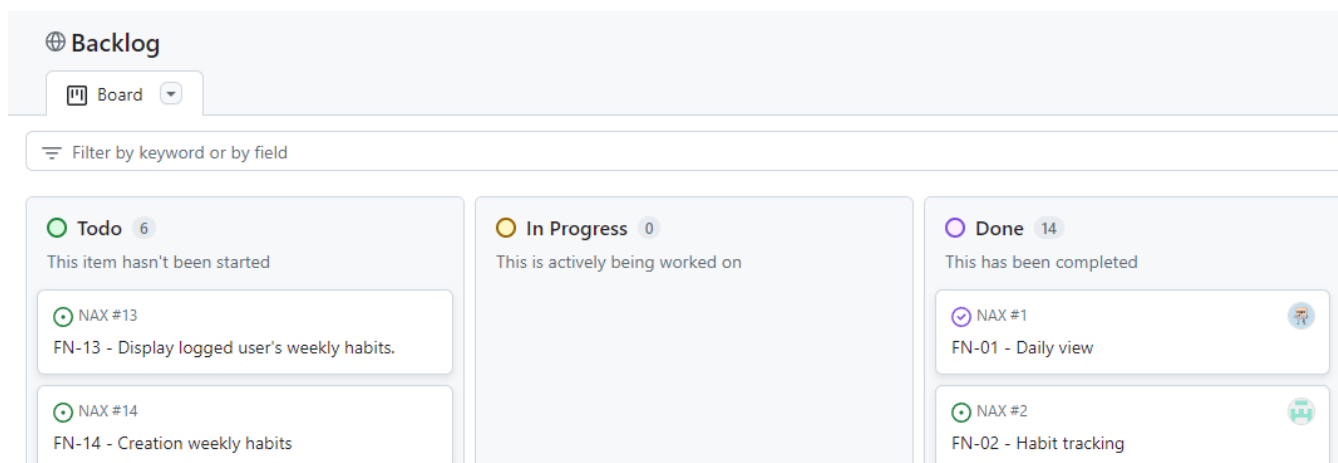 Backlog
Board
Filter by keyword or by field
Todo 6
This item hasn't been started
NAX #13
FN-13 - Display logged user's weekly habits.
NAX #14
FN-14 - Creation weekly habits
In Progress 0
This is actively being worked on
Done 14
This has been completed
NAX #1
FN-01 - Daily view
NAX #2
FN-02 - Habit tracking